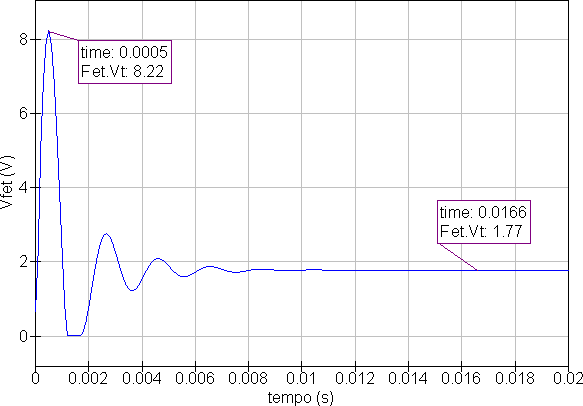 8
time: 0.0005
Fet.Vt: 8.22
6
Vfet (V)
4
time: 0.0166
Fet.Vt: 1.77
2
0
0 0.002 0.004 0.006 0.008 0.01 0.012 0.014 0.016 0.018 0.02
tempo (s)